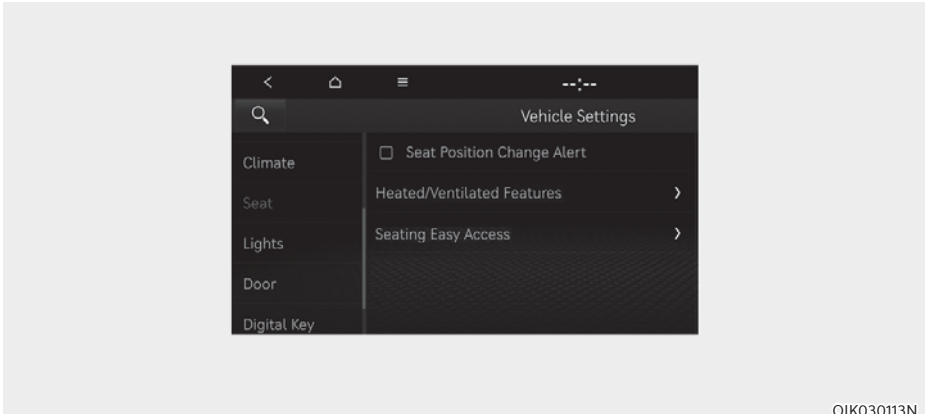 --:--
Vehicle Settings
Climate
Seat
Lights
Door
Digital Key
Seat Position Change Alert
Heated/Ventilated Features
Seating Easy Access
OIK030113N